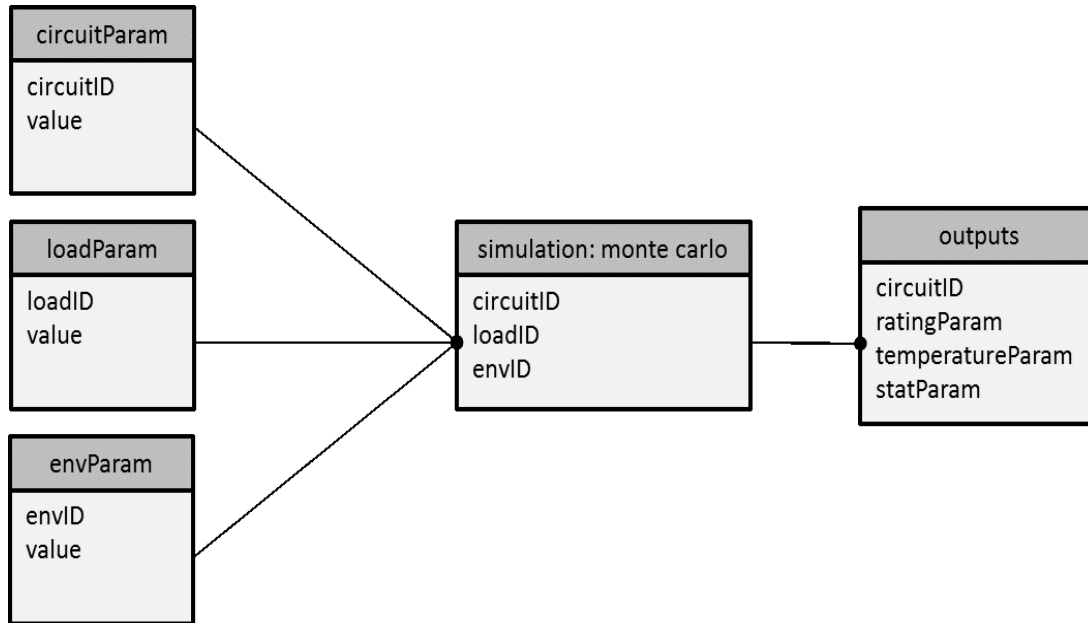 circuitParam
circuitID
value
loadParam
loadID
value
envParam
envID
value
simulation: monte carlo
circuitID
loadID
envID
outputs
circuitID
ratingParam
temperatureParam
statParam